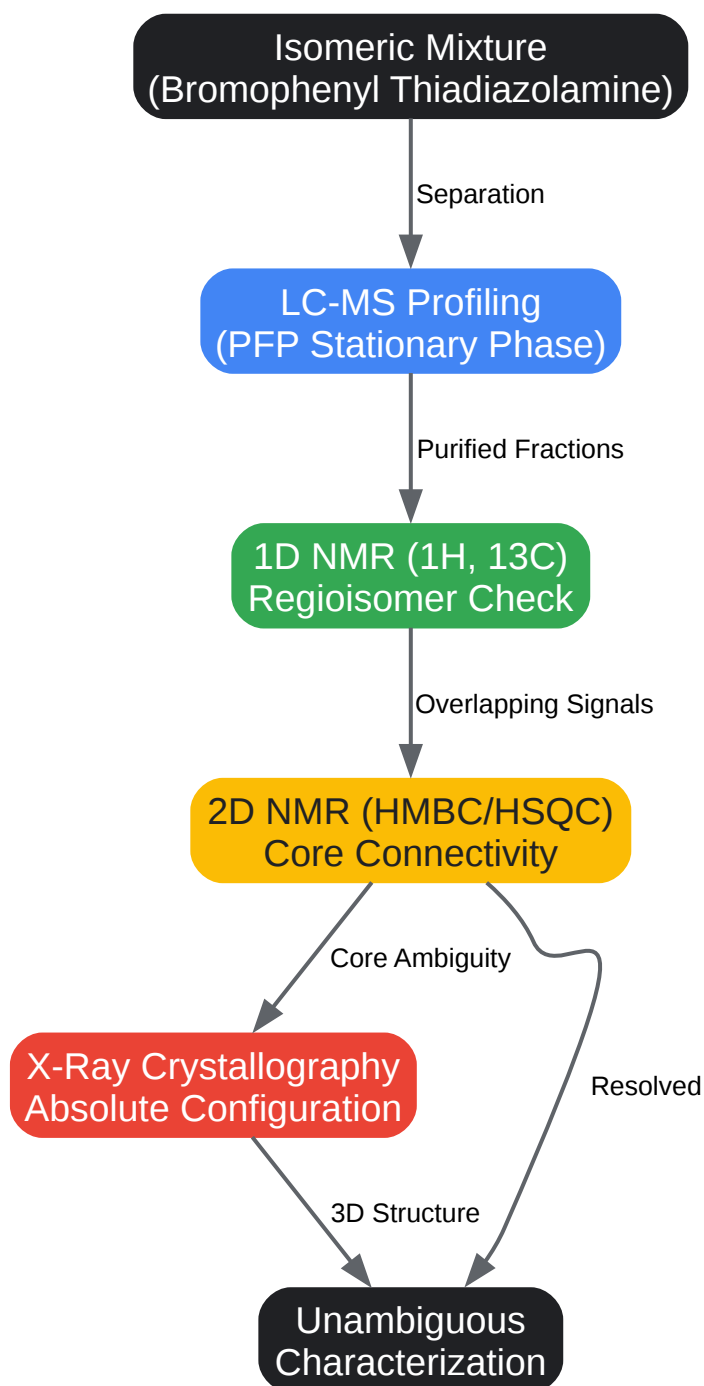 Isomeric Mixture
(Bromophenyl Thiadiazolamine)
Separation
LC-MS Profiling
(PFP Stationary Phase)
Purified Fractions
1D NMR (1H, 13C)
Regioisomer Check
Overlapping Signals
2D NMR (HMBC/HSQC)
Core Connectivity
Core Ambiguity
X-Ray Crystallography
Absolute Configuration
Resolved
3D Structure
Unambiguous
Characterization